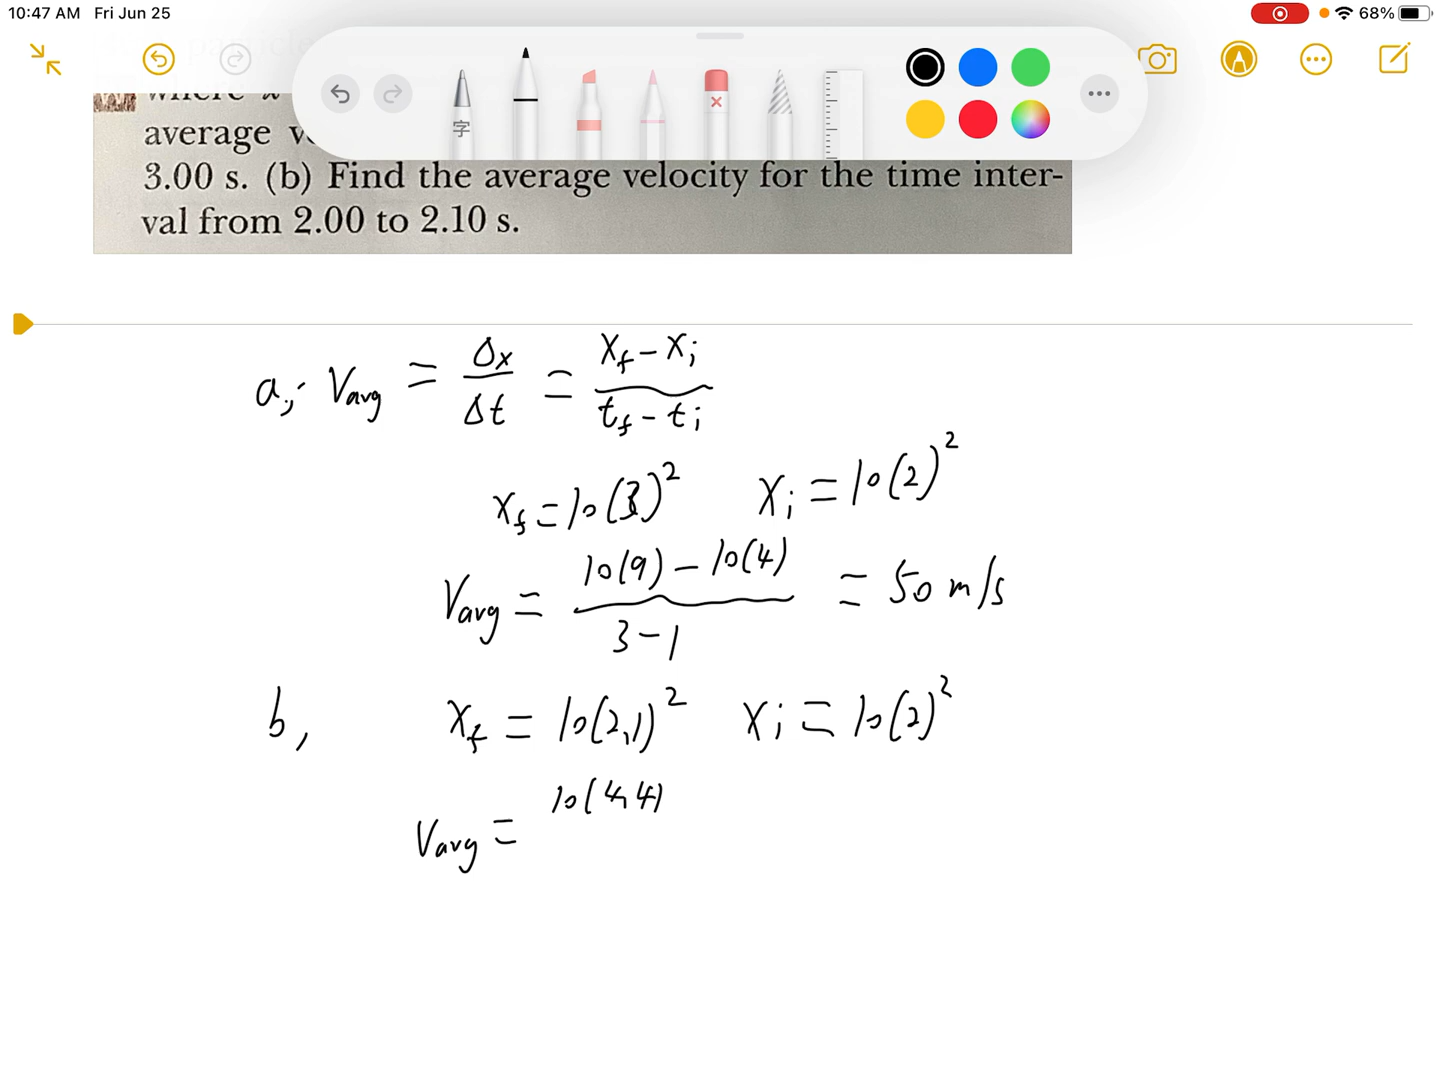 10:47 AM Fri Jun 25
68%
字
where x
average v
3.00 s. (b) Find the average velocity for the time inter-
val from 2.00 to 2.10 s.
a, Vavg = Δx/Δt = (xf - xi)/(tf - ti)
xf = 10(3)² xi = 10(2)²
Vavg = (10(9) - 10(4))/(3 - 1) = 50 m/s
b, xf = 10(2,1)² xi = 10(2)²
Vavg = 10(4,4)